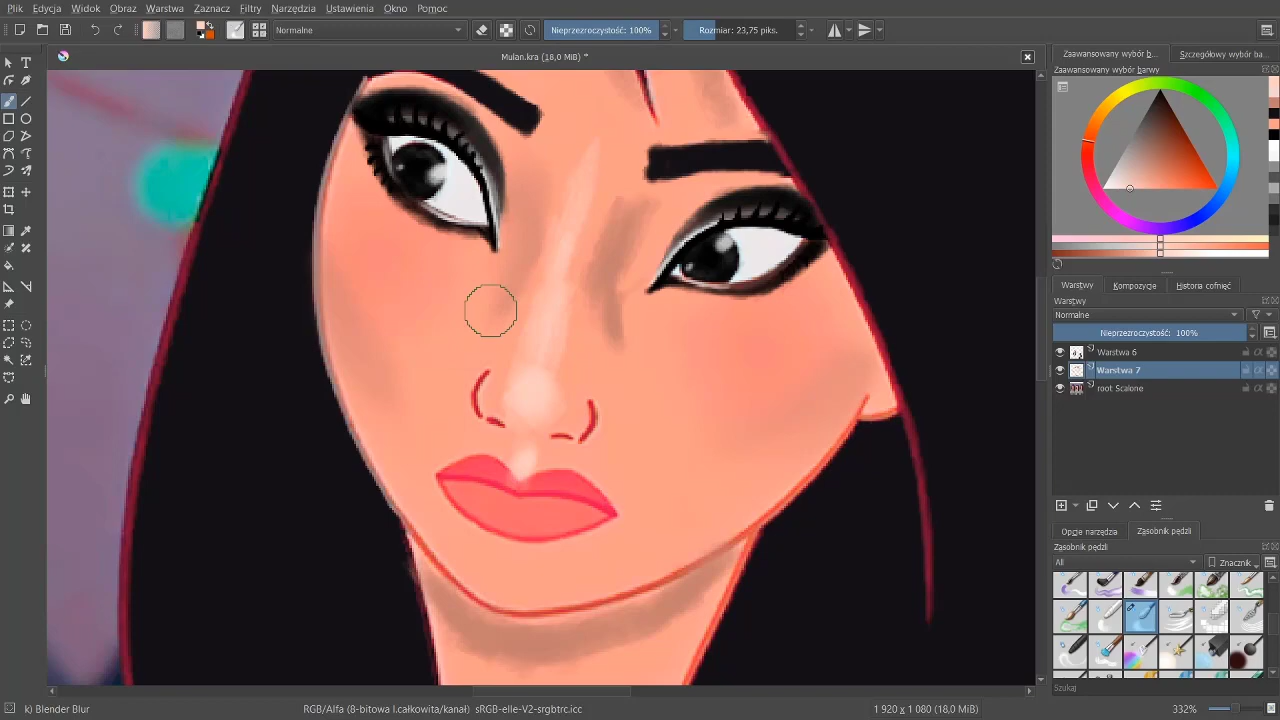 Plik Edycja Widok Obraz Warstwa Zaznacz Filtry Narzędzia Ustawienia Okno Pomoc
Normalne
Nieprzezroczystość: 100%
Rozmiar: 23,75 piks.
Mulan.kra (18,0 MiB) *
Zaawansowany wybór b...
Szczegółowy wybór ba...
Zaawansowany wybór barwy
Warstwy
Kompozycje
Historia cofnięć
Warstwy
Normalne
Nieprzezroczystość: 100%
Warstwa 6
Warstwa 7
root Scalone
Opcje narzędzia
Zasobnik pędzli
Zasobnik pędzli
All
Znacznik
Szukaj
k) Blender Blur
RGB/Alfa (8-bitowa l.całkowita/kanał) sRGB-elle-V2-srgbtrc.icc
1 920 x 1 080 (18,0 MiB)
332%